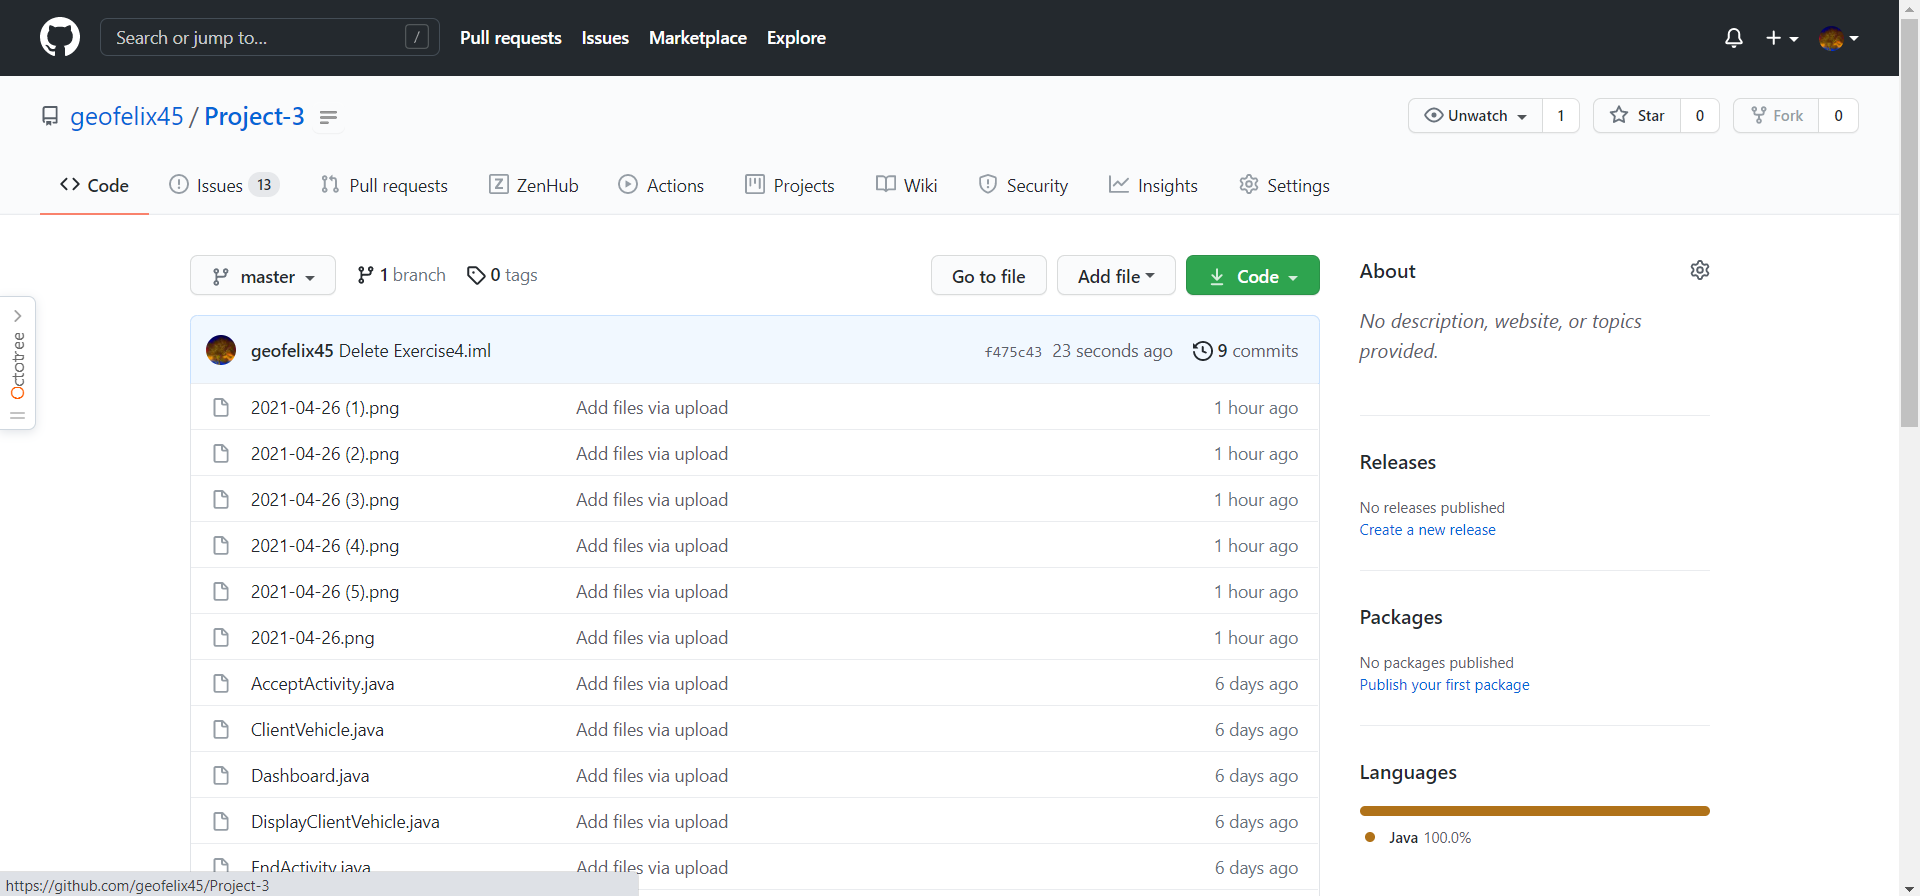 Search or jump to... /
Pull requests Issues Marketplace Explore
geofelix45 / Project-3
Unwatch 1 Star 0 Fork 0
Code Issues 13 Pull requests ZenHub Actions Projects Wiki Security Insights Settings
master 1 branch 0 tags Go to file Add file Code
geofelix45 Delete Exercise4.iml f475c43 23 seconds ago 9 commits
2021-04-26 (1).png Add files via upload 1 hour ago
2021-04-26 (2).png Add files via upload 1 hour ago
2021-04-26 (3).png Add files via upload 1 hour ago
2021-04-26 (4).png Add files via upload 1 hour ago
2021-04-26 (5).png Add files via upload 1 hour ago
2021-04-26.png Add files via upload 1 hour ago
AcceptActivity.java Add files via upload 6 days ago
ClientVehicle.java Add files via upload 6 days ago
Dashboard.java Add files via upload 6 days ago
DisplayClientVehicle.java Add files via upload 6 days ago
EndActivity.java Add files via upload 6 days ago
About
No description, website, or topics
provided.
Releases
No releases published
Create a new release
Packages
No packages published
Publish your first package
Languages
Java 100.0%
Octotree
https://github.com/geofelix45/Project-3